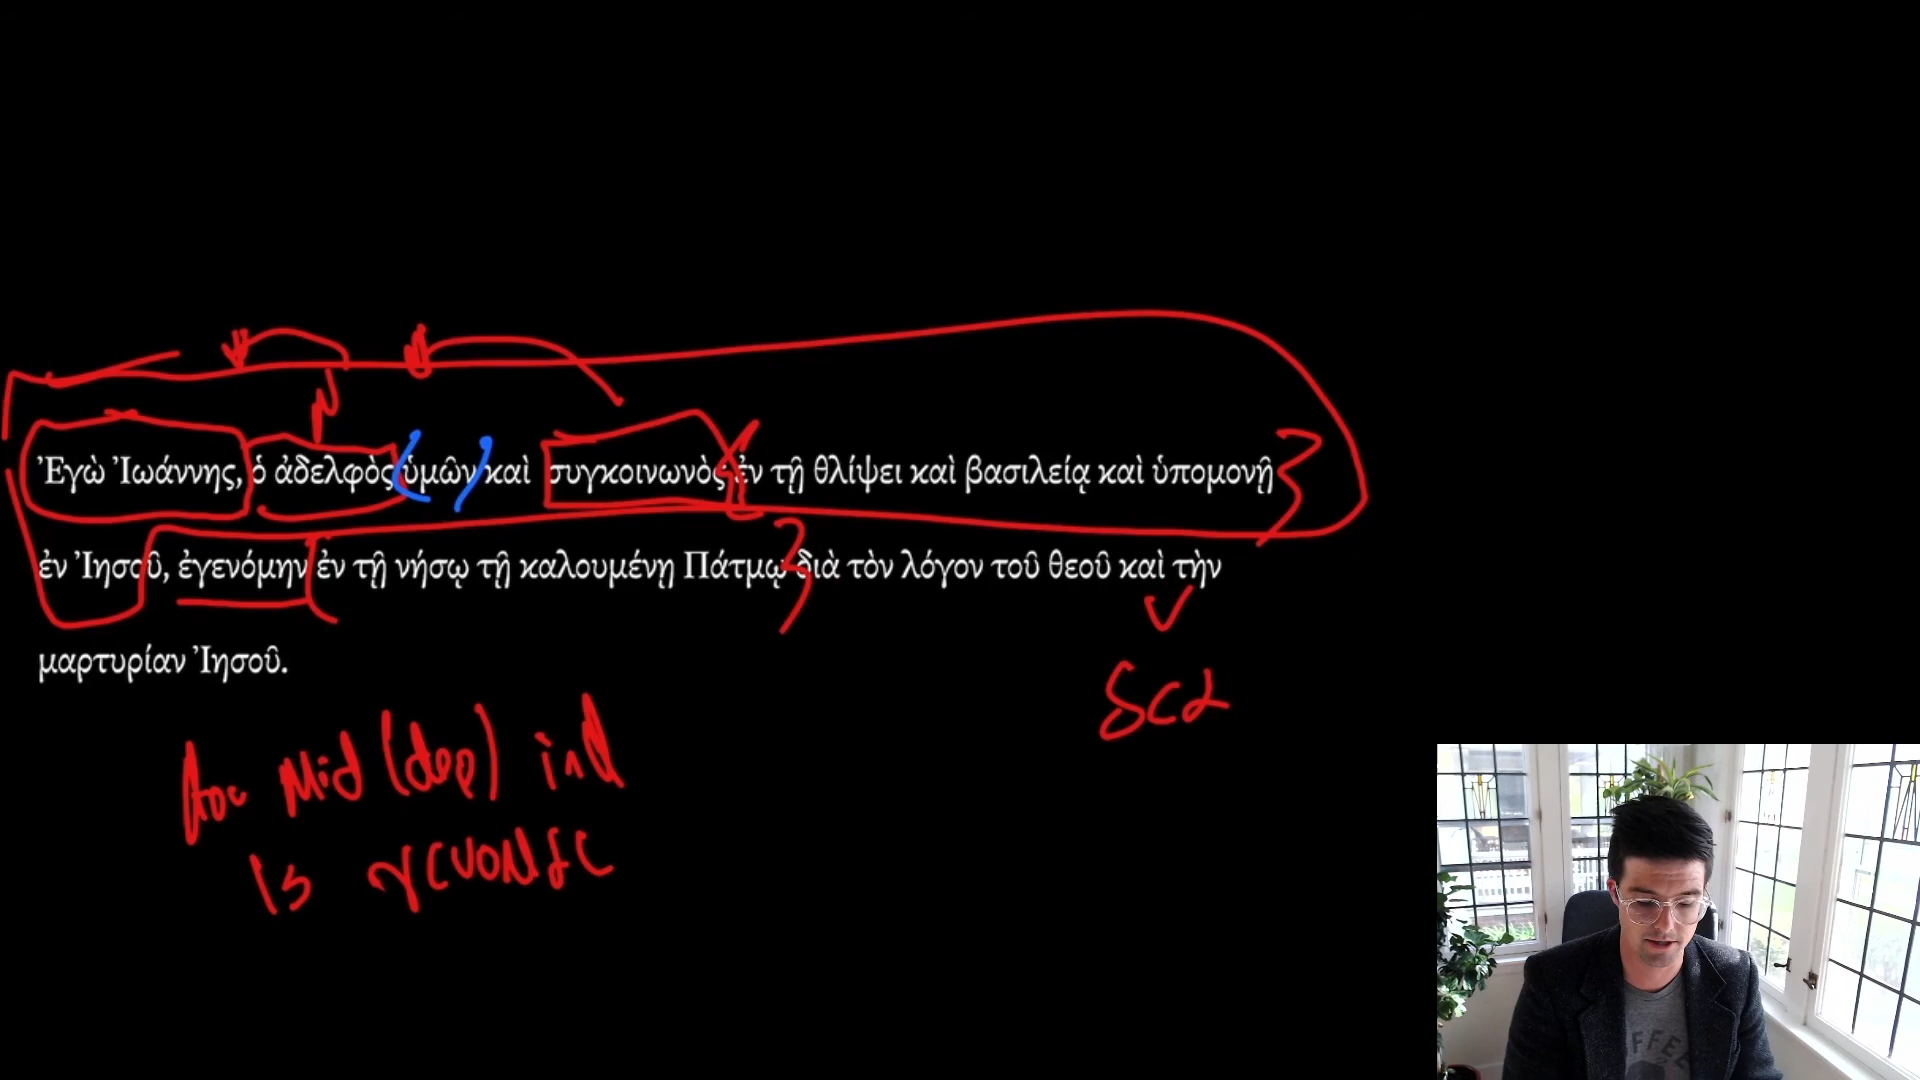 Ἐγὼ Ἰωάννης, ὁ ἀδελφὸς ὑμῶν καὶ συγκοινωνὸς ἐν τῇ θλίψει καὶ βασιλείᾳ καὶ ὑπομονῇ
ἐν Ἰησοῦ, ἐγενόμην ἐν τῇ νήσῳ τῇ καλουμένῃ Πάτμῳ διὰ τὸν λόγον τοῦ θεοῦ καὶ τὴν
μαρτυρίαν Ἰησοῦ.
N
δια
Aor Mid (dep) ind
1s